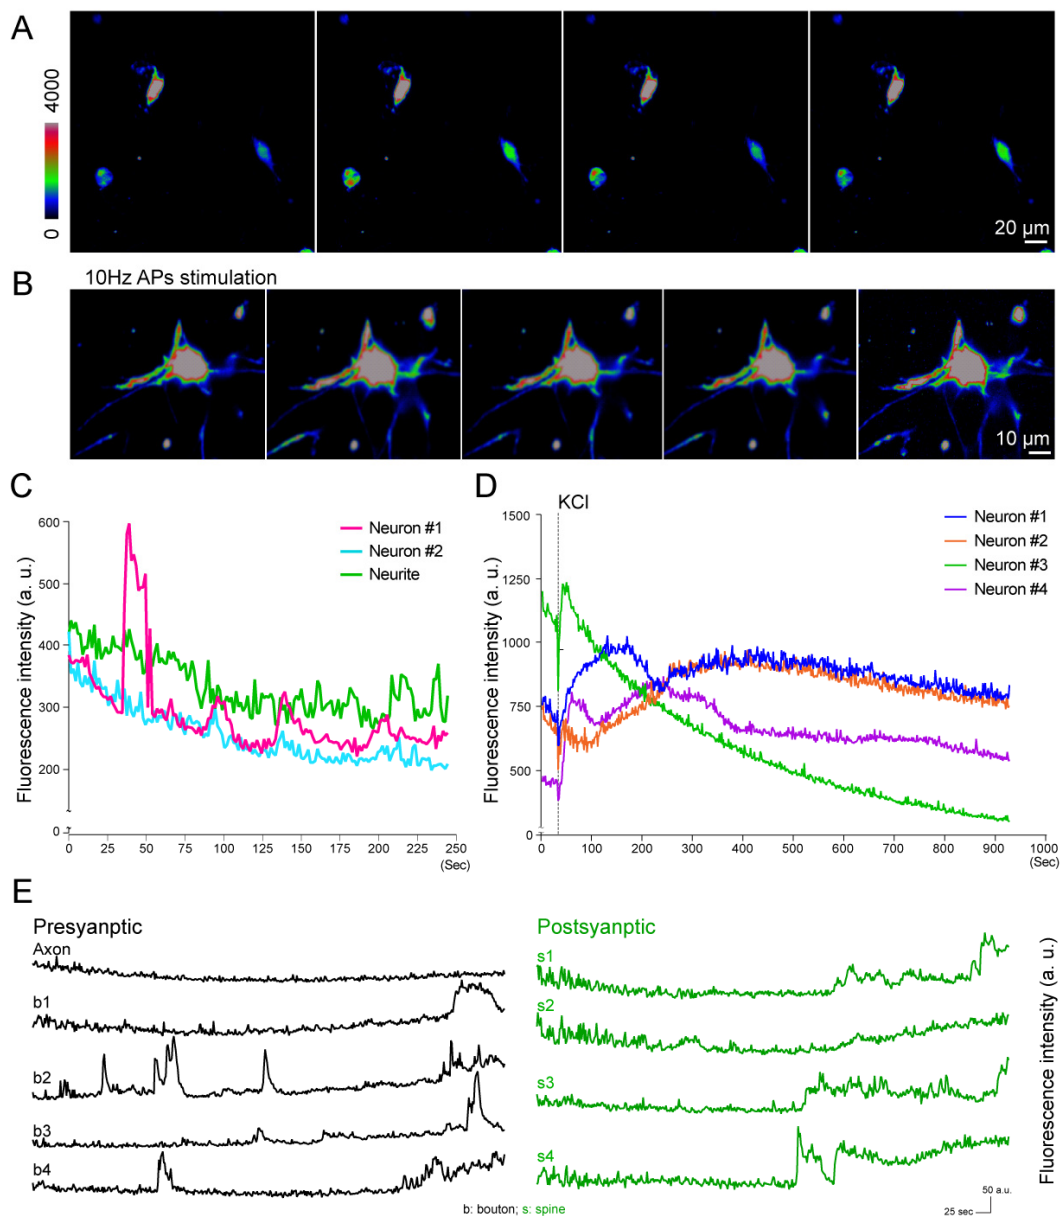 A
4000
0
20 µm
10Hz APs stimulation
B
10 µm
C
Fluorescence intensity (a. u.)
600
500
400
300
200
0
0 25 50 75 100 125 150 175 200 225 250
(Sec)
Neuron #1
Neuron #2
Neurite
D
KCl
Fluorescence intensity (a. u.)
1500
1250
1000
750
500
0
0 100 200 300 400 500 600 700 800 900 1000
(Sec)
Neuron #1
Neuron #2
Neuron #3
Neuron #4
E
Presyanptic
Axon
b1
b2
b3
b4
Postsyanptic
s1
s2
s3
s4
Fluorescence intensity (a. u.)
50 a.u.
25 sec
b: bouton; s: spine